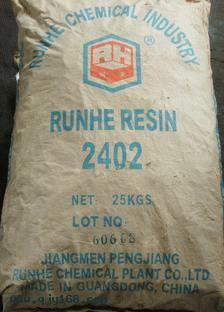 RUNHE CHEMICAL INDUSTRY
RH ®
RUNHE RESIN
2402
NET 25KGS
LOT NO
JIANGMEN PENGJIANG
RUNHE CHEMICAL PLANT CO.,LTD
MADE IN GUANGDONG, CHINA